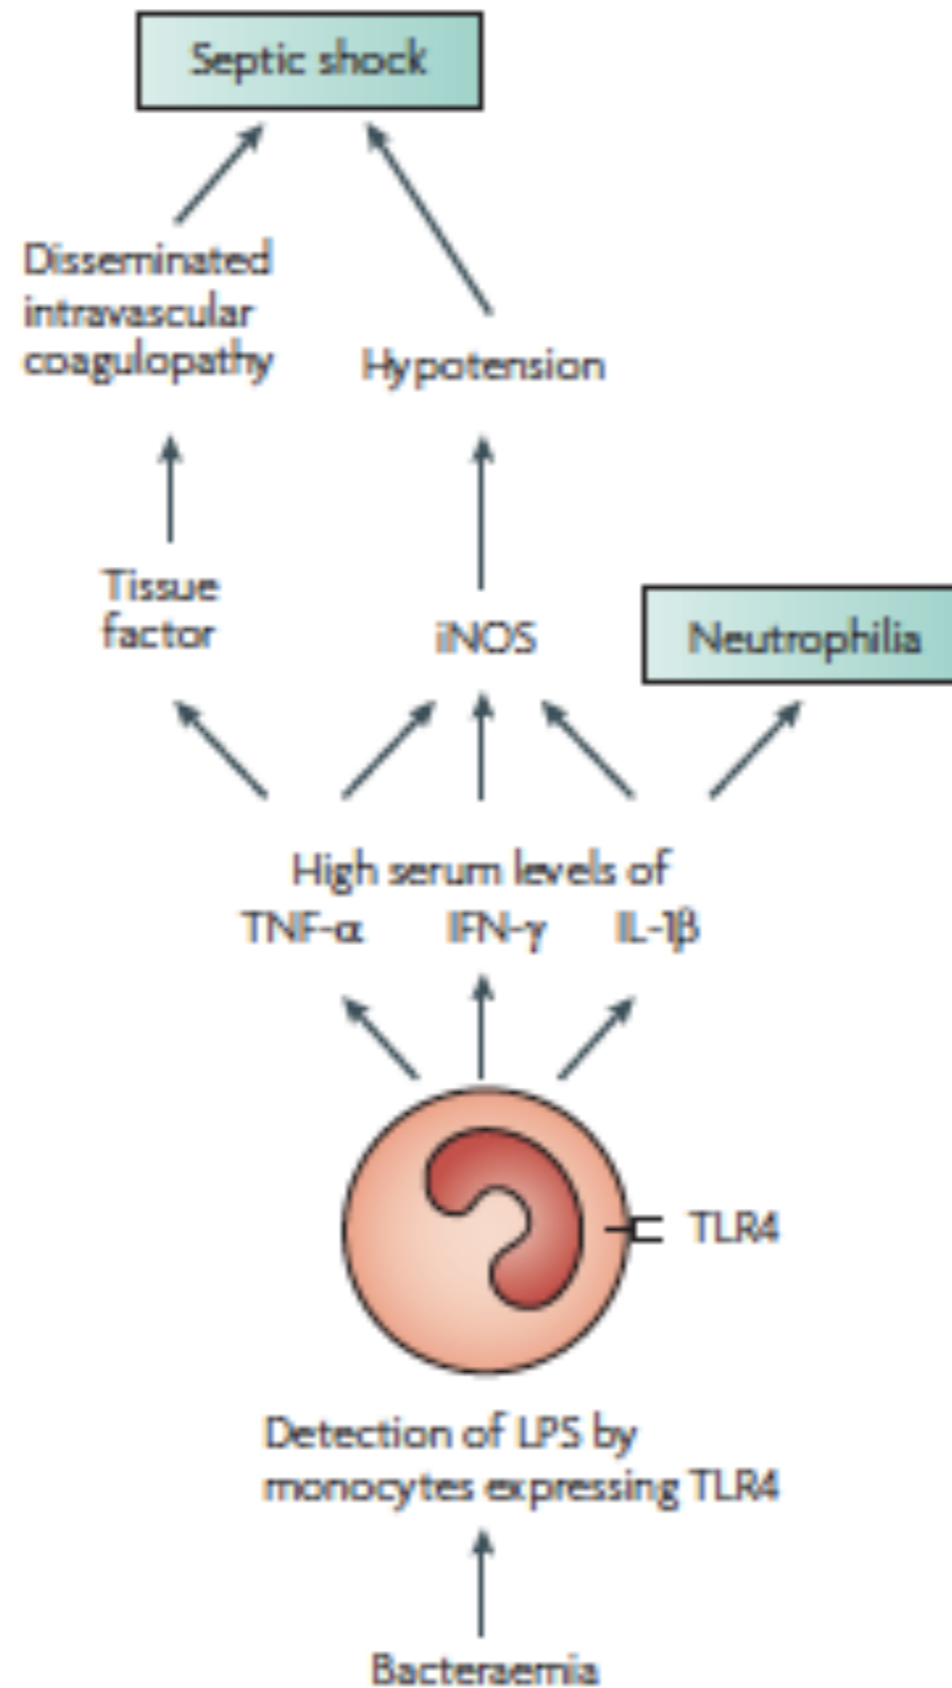 Septic shock
Disseminated
intravascular
coagulopathy
Hypotension
Tissue
factor
iNOS
Neutrophilia
High serum levels of
TNF-α IFN-γ IL-1β
TLR4
Detection of LPS by
monocytes expressing TLR4
Bacteraemia